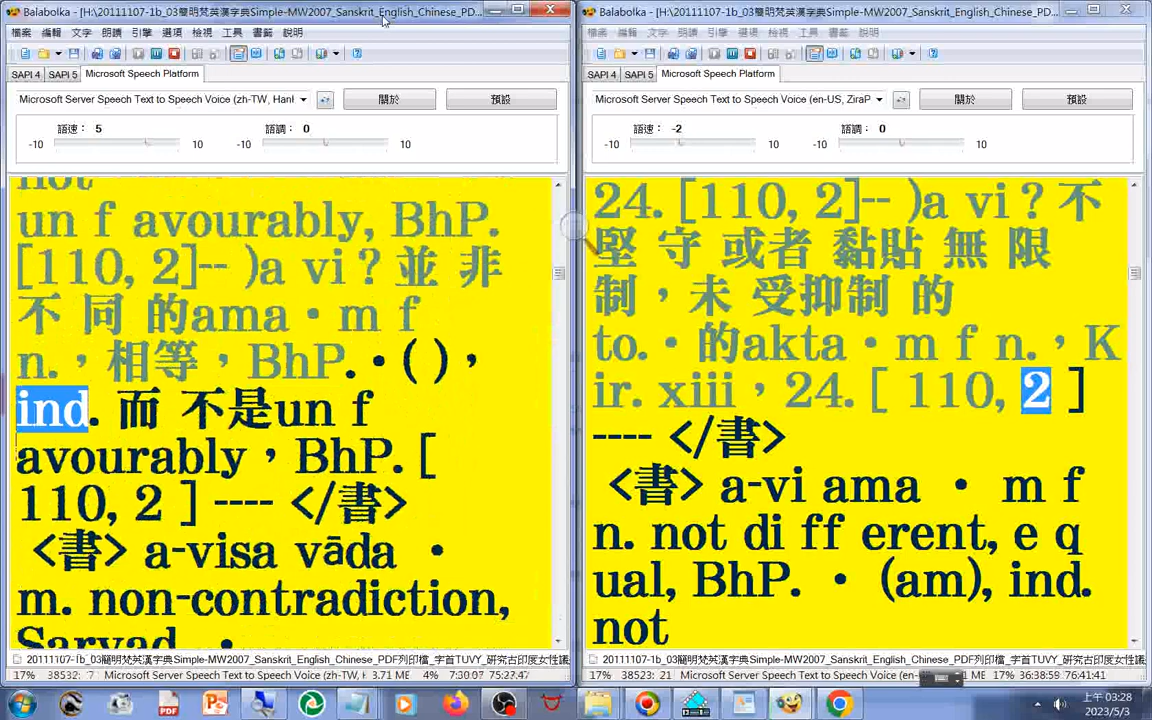 Balabolka - [H:\20111107-1b_03簡明梵英漢字典Simple-MW2007_Sanskrit_English_Chinese_PD...
檔案 編輯 文字 朗讀 引擎 選項 檢視 工具 書籤 說明
SAPI 4 SAPI 5 Microsoft Speech Platform
Microsoft Server Speech Text to Speech Voice (zh-TW, Hanl
關於 預設
語速： 5 語調： 0
-10 10 -10 10
not
un f avourably, BhP.
[110, 2]-- )a vi？並 非
不 同 的ama・m f
n.，相等，BhP.・( )，
ind. 而 不是un f
avourably，BhP. [
110, 2 ] ---- </書>
<書> a-visa vāda ・
m. non-contradiction,
Sarvad. ・
20111107-1b_03簡明梵英漢字典Simple-MW2007_Sanskrit_English_Chinese_PDF列印檔_字首TUVY_研究古印度女性議
17% 38532: 7 Microsoft Server Speech Text to Speech Voice (zh-TW, H 3.71 ME 4% 7:30:07 75:27:47
Balabolka - [H:\20111107-1b_03簡明梵英漢字典Simple-MW2007_Sanskrit_English_Chinese_PD...
檔案 編輯 文字 朗讀 引擎 選項 檢視 工具 書籤 說明
SAPI 4 SAPI 5 Microsoft Speech Platform
Microsoft Server Speech Text to Speech Voice (en-US, ZiraP
關於 預設
語速： -2 語調： 0
-10 10 -10 10
24. [110, 2]-- )a vi？不
堅 守 或者 黏貼 無 限
制，未 受抑制 的
to.・的akta・m f n.，K
ir. xiii，24. [ 110, 2 ]
---- </書>
<書> a-vi ama ・ m f
n. not di ff erent, e q
ual, BhP. ・ (am), ind.
not
20111107-1b_03簡明梵英漢字典Simple-MW2007_Sanskrit_English_Chinese_PDF列印檔_字首TUVY_研究古印度女性議
17% 38523: 21 Microsoft Server Speech Text to Speech Voice (en- 17% 36:38:59 76:41:41
上午 03:28
2023/5/3